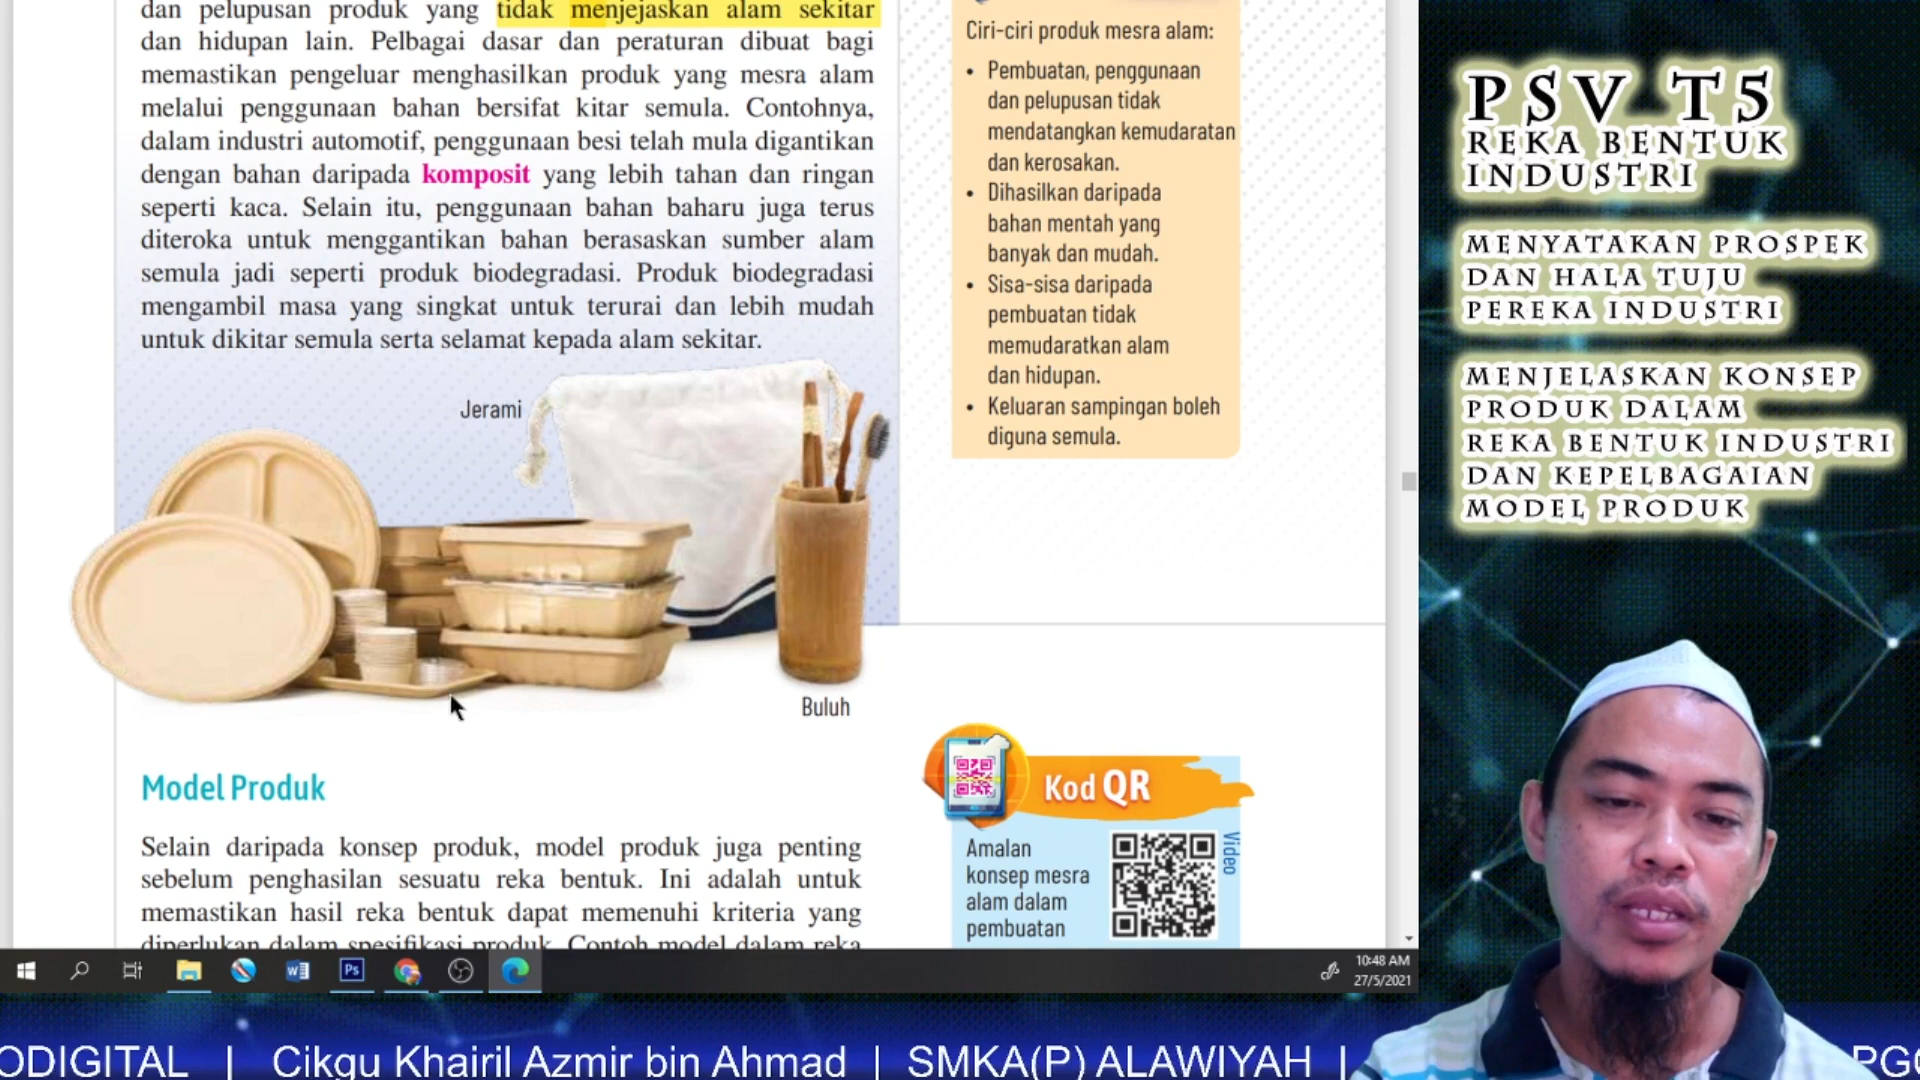 dan pelupusan produk yang tidak menjejaskan alam sekitar
dan hidupan lain. Pelbagai dasar dan peraturan dibuat bagi
memastikan pengeluar menghasilkan produk yang mesra alam
melalui penggunaan bahan bersifat kitar semula. Contohnya,
dalam industri automotif, penggunaan besi telah mula digantikan
dengan bahan daripada komposit yang lebih tahan dan ringan
seperti kaca. Selain itu, penggunaan bahan baharu juga terus
diteroka untuk menggantikan bahan berasaskan sumber alam
semula jadi seperti produk biodegradasi. Produk biodegradasi
mengambil masa yang singkat untuk terurai dan lebih mudah
untuk dikitar semula serta selamat kepada alam sekitar.
Jerami
Buluh
Model Produk
Selain daripada konsep produk, model produk juga penting
sebelum penghasilan sesuatu reka bentuk. Ini adalah untuk
memastikan hasil reka bentuk dapat memenuhi kriteria yang
diperlukan dalam spesifikasi produk. Contoh model dalam reka
Ciri-ciri produk mesra alam:
• Pembuatan, penggunaan
dan pelupusan tidak
mendatangkan kemudaratan
dan kerosakan.
• Dihasilkan daripada
bahan mentah yang
banyak dan mudah.
• Sisa-sisa daripada
pembuatan tidak
memudaratkan alam
dan hidupan.
• Keluaran sampingan boleh
diguna semula.
Kod QR
Amalan
konsep mesra
alam dalam
pembuatan
Video
PSV T5
REKA BENTUK
INDUSTRI
MENYATAKAN PROSPEK
DAN HALA TUJU
PEREKA INDUSTRI
MENJELASKAN KONSEP
PRODUK DALAM
REKA BENTUK INDUSTRI
DAN KEPELBAGAIAN
MODEL PRODUK
Ps
10:48 AM
27/5/2021
ODIGITAL | Cikgu Khairil Azmir bin Ahmad | SMKA(P) ALAWIYAH |